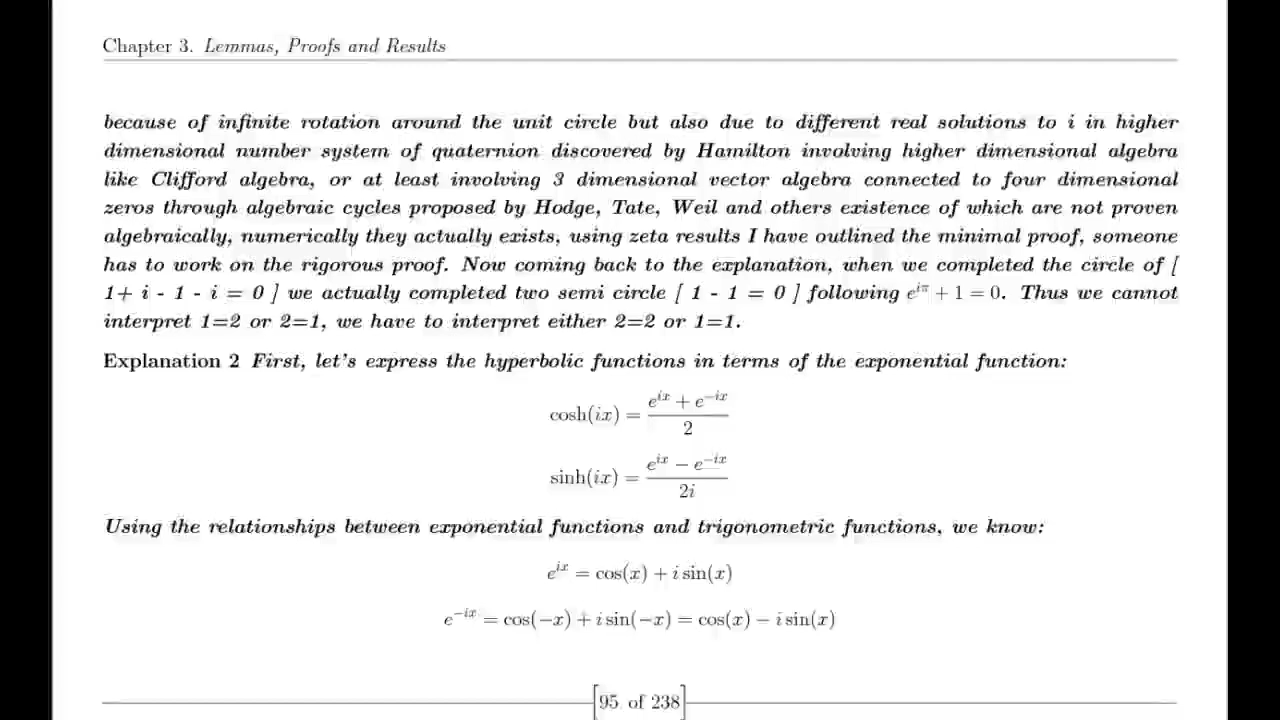 Chapter 3. Lemmas, Proofs and Results
because of infinite rotation around the unit circle but also due to different real solutions to i in higher
dimensional number system of quaternion discovered by Hamilton involving higher dimensional algebra
like Clifford algebra, or at least involving 3 dimensional vector algebra connected to four dimensional
zeros through algebraic cycles proposed by Hodge, Tate, Weil and others existence of which are not proven
algebraically, numerically they actually exists, using zeta results I have outlined the minimal proof, someone
has to work on the rigorous proof. Now coming back to the explanation, when we completed the circle of [
1+ i - 1 - i = 0 ] we actually completed two semi circle [ 1 - 1 = 0 ] following e^{iπ} + 1 = 0. Thus we cannot
interpret 1=2 or 2=1, we have to interpret either 2=2 or 1=1.
Explanation 2 First, let's express the hyperbolic functions in terms of the exponential function:
cosh(ix) = \frac{e^{ix} + e^{-ix}}{2}
sinh(ix) = \frac{e^{ix} - e^{-ix}}{2i}
Using the relationships between exponential functions and trigonometric functions, we know:
e^{ix} = cos(x) + i sin(x)
e^{-ix} = cos(−x) + i sin(−x) = cos(x) − i sin(x)
[95 of 238]